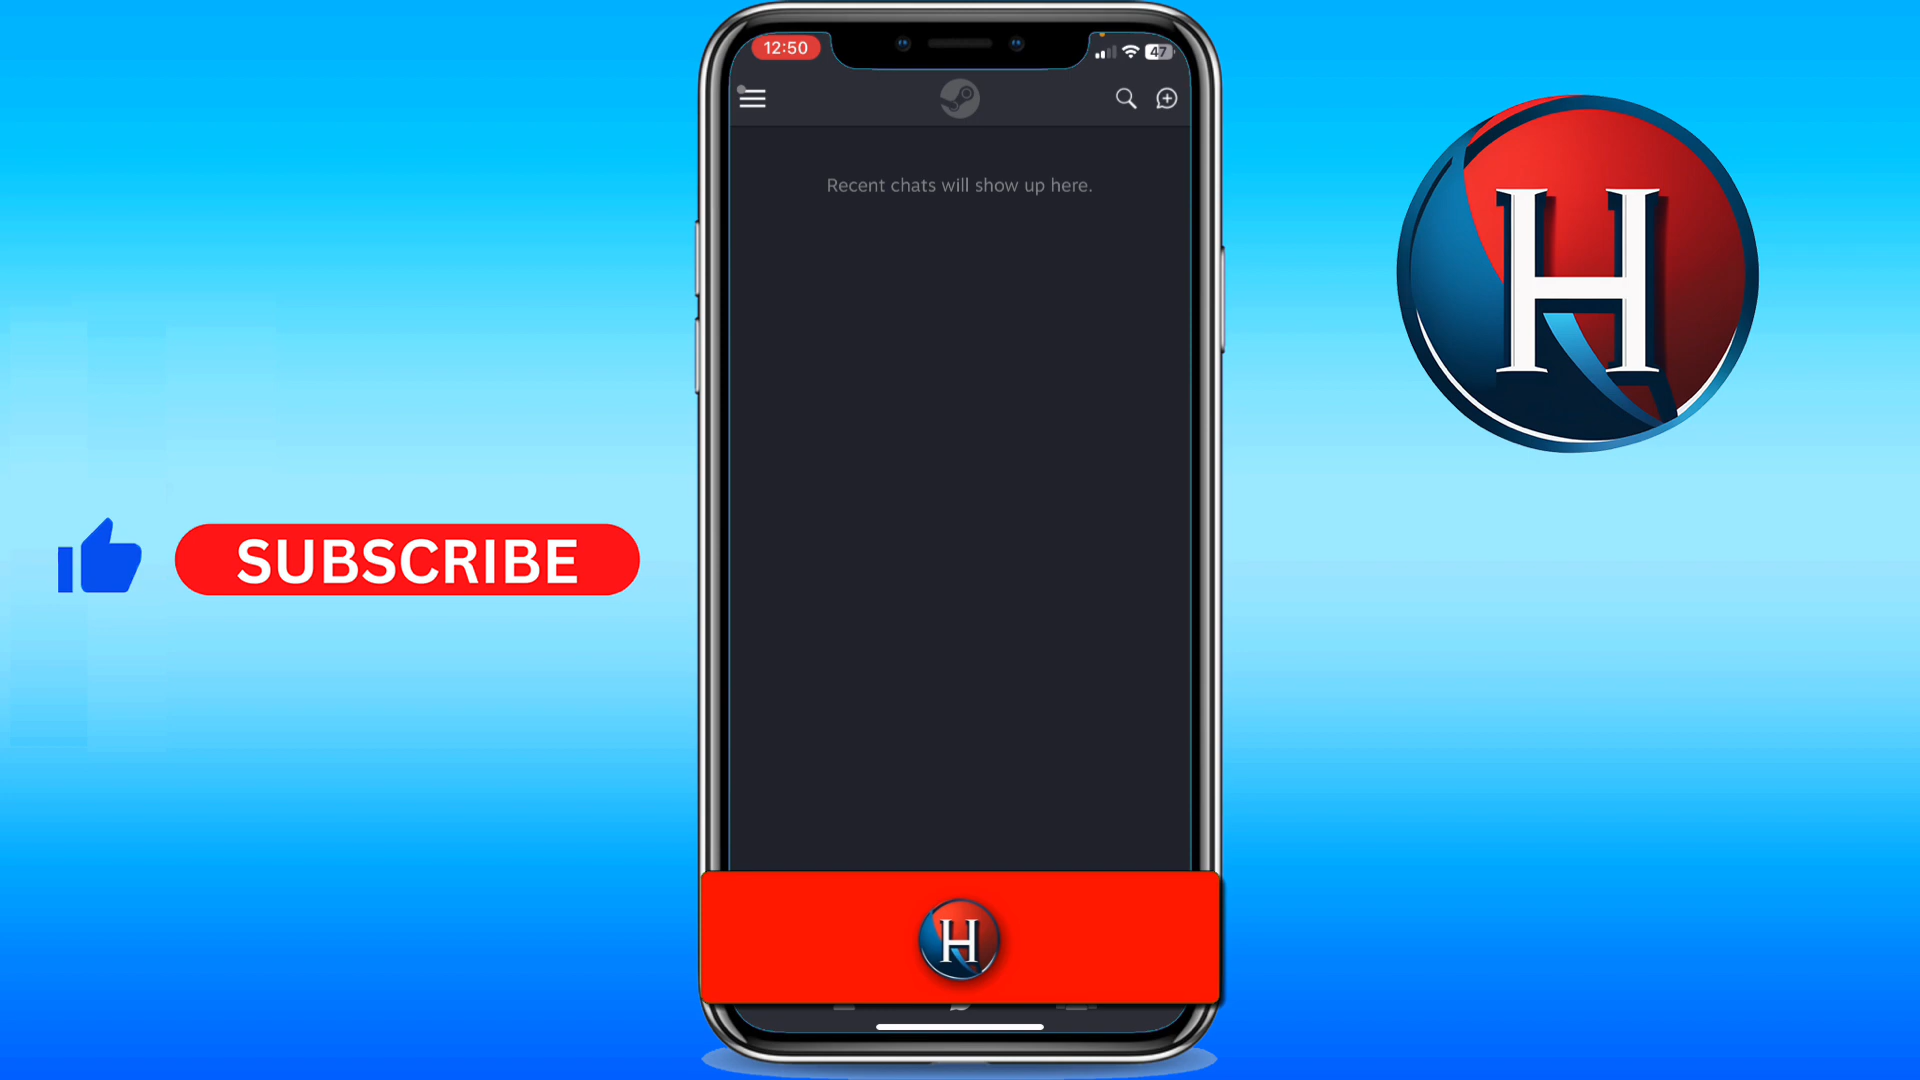 12:50
47
Recent chats will show up here.
H
SUBSCRIBE
H